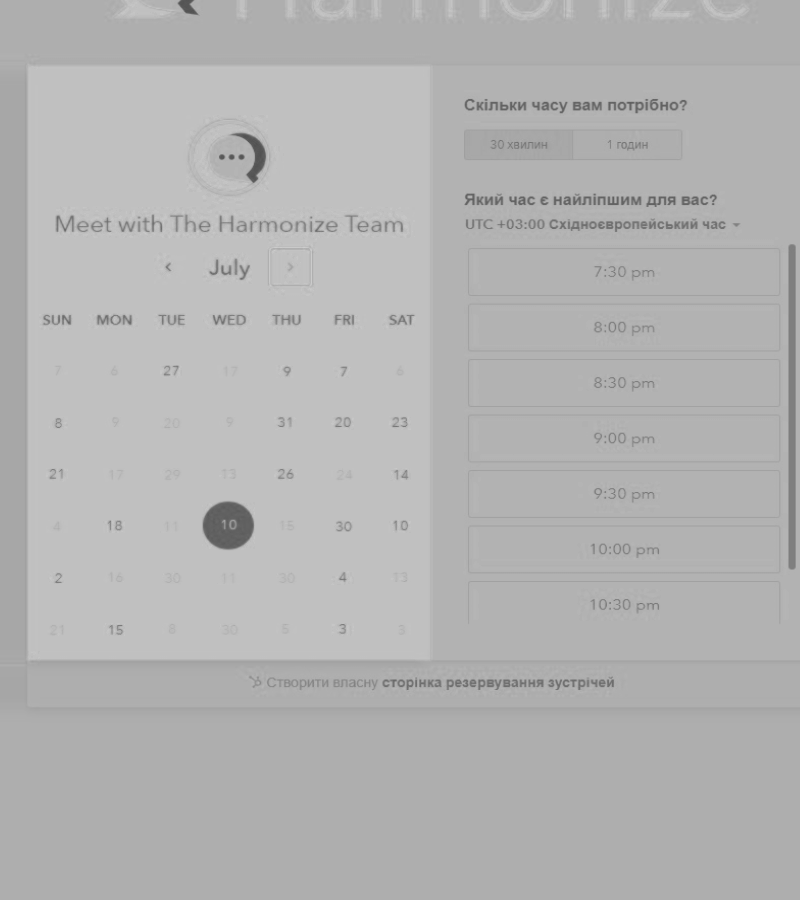 Harmonize
Meet with The Harmonize Team
July
SUN MON TUE WED THU FRI SAT
7 6 27 17 9 7 6
8 9 20 9 31 20 23
21 17 29 13 26 24 14
4 18 11 10 15 30 10
2 16 30 11 30 4 13
21 15 8 30 5 3 3
Скільки часу вам потрібно?
30 хвилин 1 годин
Який час є найліпшим для вас?
UTC +03:00 Східноєвропейський час
7:30 pm
8:00 pm
8:30 pm
9:00 pm
9:30 pm
10:00 pm
10:30 pm
Створити власну сторінка резервування зустрічей